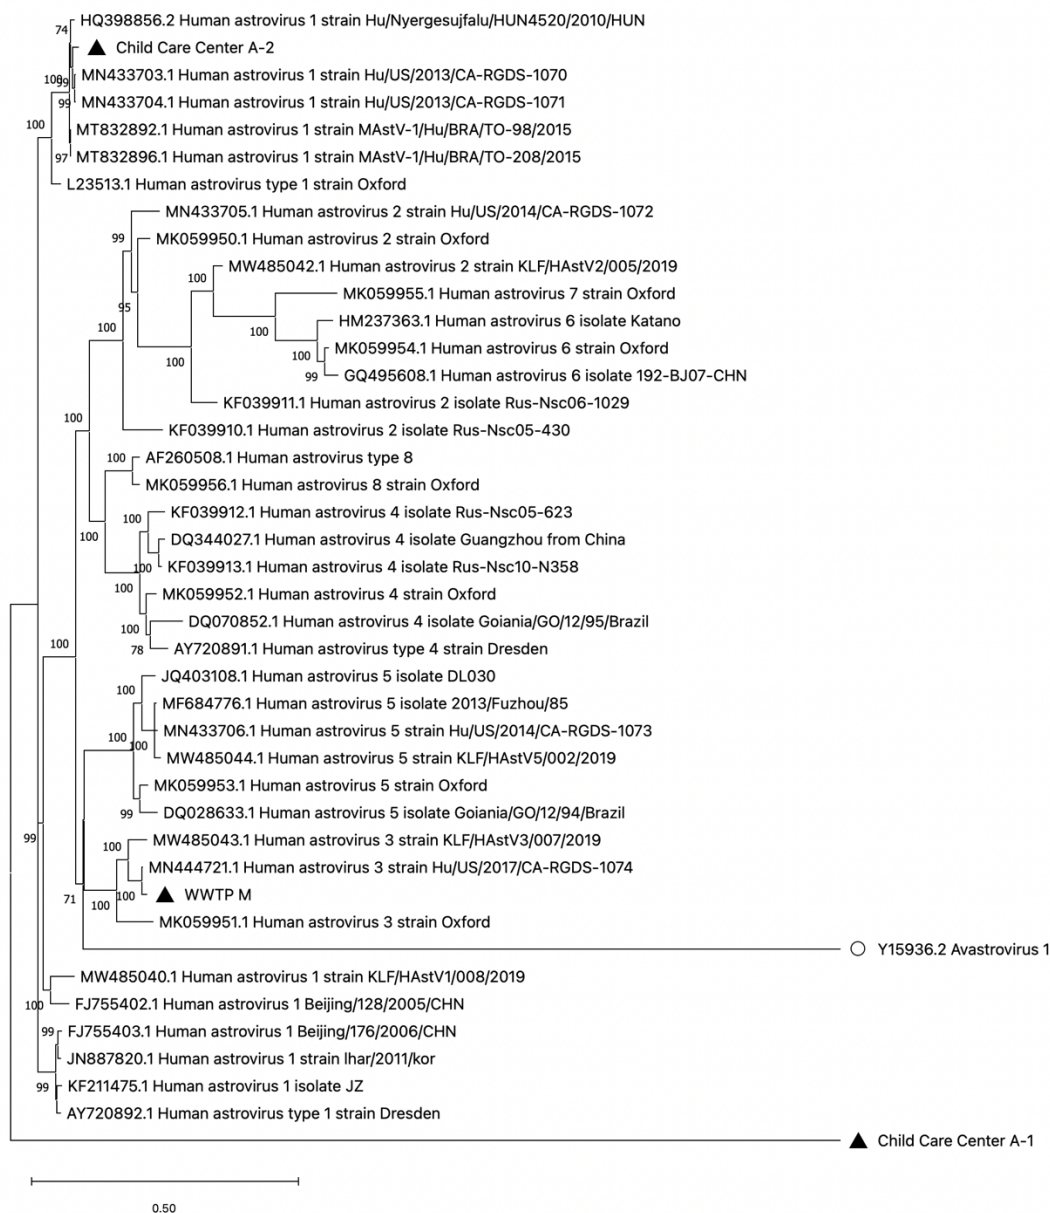 HQ398856.2 Human astrovirus 1 strain Hu/Nyergesujfalu/HUN4520/2010/HUN
74
Child Care Center A-2
MN433703.1 Human astrovirus 1 strain Hu/US/2013/CA-RGDS-1070
100
99
MN433704.1 Human astrovirus 1 strain Hu/US/2013/CA-RGDS-1071
99
100
MT832892.1 Human astrovirus 1 strain MAstV-1/Hu/BRA/TO-98/2015
97
MT832896.1 Human astrovirus 1 strain MAstV-1/Hu/BRA/TO-208/2015
L23513.1 Human astrovirus type 1 strain Oxford
MN433705.1 Human astrovirus 2 strain Hu/US/2014/CA-RGDS-1072
99
MK059950.1 Human astrovirus 2 strain Oxford
MW485042.1 Human astrovirus 2 strain KLF/HAstV2/005/2019
100
MK059955.1 Human astrovirus 7 strain Oxford
95
HM237363.1 Human astrovirus 6 isolate Katano
100
100
MK059954.1 Human astrovirus 6 strain Oxford
100
100
GQ495608.1 Human astrovirus 6 isolate 192-BJ07-CHN
99
KF039911.1 Human astrovirus 2 isolate Rus-Nsc06-1029
100
KF039910.1 Human astrovirus 2 isolate Rus-Nsc05-430
100
AF260508.1 Human astrovirus type 8
MK059956.1 Human astrovirus 8 strain Oxford
100
KF039912.1 Human astrovirus 4 isolate Rus-Nsc05-623
100
DQ344027.1 Human astrovirus 4 isolate Guangzhou from China
100
KF039913.1 Human astrovirus 4 isolate Rus-Nsc10-N358
100
MK059952.1 Human astrovirus 4 strain Oxford
DQ070852.1 Human astrovirus 4 isolate Goiania/GO/12/95/Brazil
100
100
78
AY720891.1 Human astrovirus type 4 strain Dresden
JQ403108.1 Human astrovirus 5 isolate DL030
100
MF684776.1 Human astrovirus 5 isolate 2013/Fuzhou/85
MN433706.1 Human astrovirus 5 strain Hu/US/2014/CA-RGDS-1073
100
100
MW485044.1 Human astrovirus 5 strain KLF/HAstV5/002/2019
MK059953.1 Human astrovirus 5 strain Oxford
99
DQ028633.1 Human astrovirus 5 isolate Goiania/GO/12/94/Brazil
99
MW485043.1 Human astrovirus 3 strain KLF/HAstV3/007/2019
100
MN444721.1 Human astrovirus 3 strain Hu/US/2017/CA-RGDS-1074
71
100
100
WWTP M
MK059951.1 Human astrovirus 3 strain Oxford
Y15936.2 Avastrovirus 1
MW485040.1 Human astrovirus 1 strain KLF/HAstV1/008/2019
100
FJ755402.1 Human astrovirus 1 Beijing/128/2005/CHN
99
FJ755403.1 Human astrovirus 1 Beijing/176/2006/CHN
JN887820.1 Human astrovirus 1 strain lhar/2011/kor
99
KF211475.1 Human astrovirus 1 isolate JZ
AY720892.1 Human astrovirus type 1 strain Dresden
Child Care Center A-1
0.50